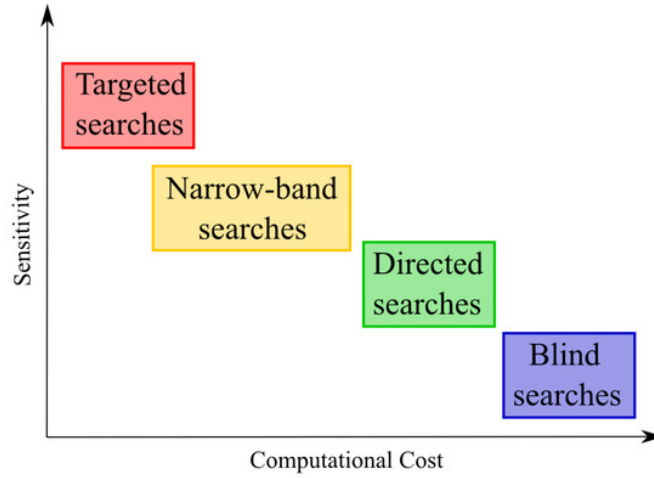 Targeted
searches
Narrow-band
searches
Directed
searches
Blind
searches
Sensitivity
Computational Cost